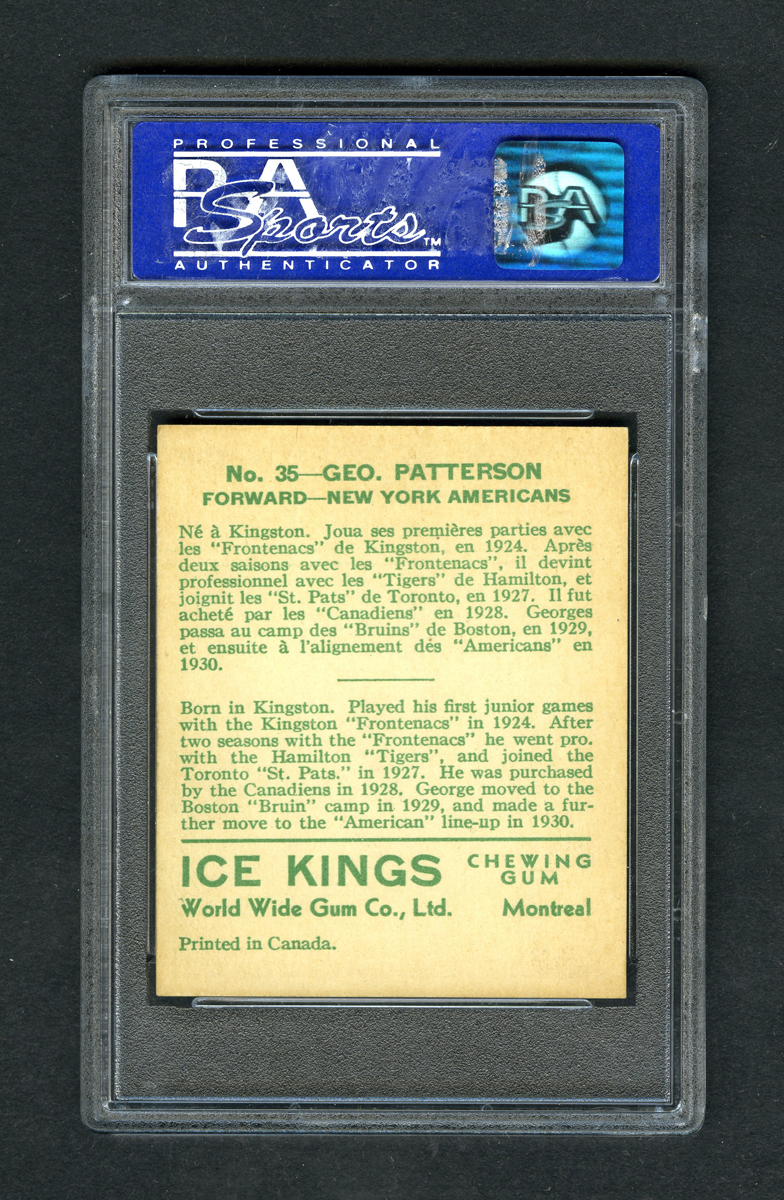 PROFESSIONAL
PSA
Sports™
AUTHENTICATOR
PSA
No. 35—GEO. PATTERSON
FORWARD—NEW YORK AMERICANS
Né à Kingston. Joua ses premières parties avec
les "Frontenacs" de Kingston, en 1924. Après
deux saisons avec les "Frontenacs", il devint
professionnel avec les "Tigers" de Hamilton, et
joignit les "St. Pats" de Toronto, en 1927. Il fut
acheté par les "Canadiens" en 1928. Georges
passa au camp des "Bruins" de Boston, en 1929,
et ensuite à l'alignement dés "Americans" en
1930.
Born in Kingston. Played his first junior games
with the Kingston "Frontenacs" in 1924. After
two seasons with the "Frontenacs" he went pro.
with the Hamilton "Tigers", and joined the
Toronto "St. Pats." in 1927. He was purchased
by the Canadiens in 1928. George moved to the
Boston "Bruin" camp in 1929, and made a fur-
ther move to the "American" line-up in 1930.
ICE KINGS CHEWING GUM
World Wide Gum Co., Ltd. Montreal
Printed in Canada.